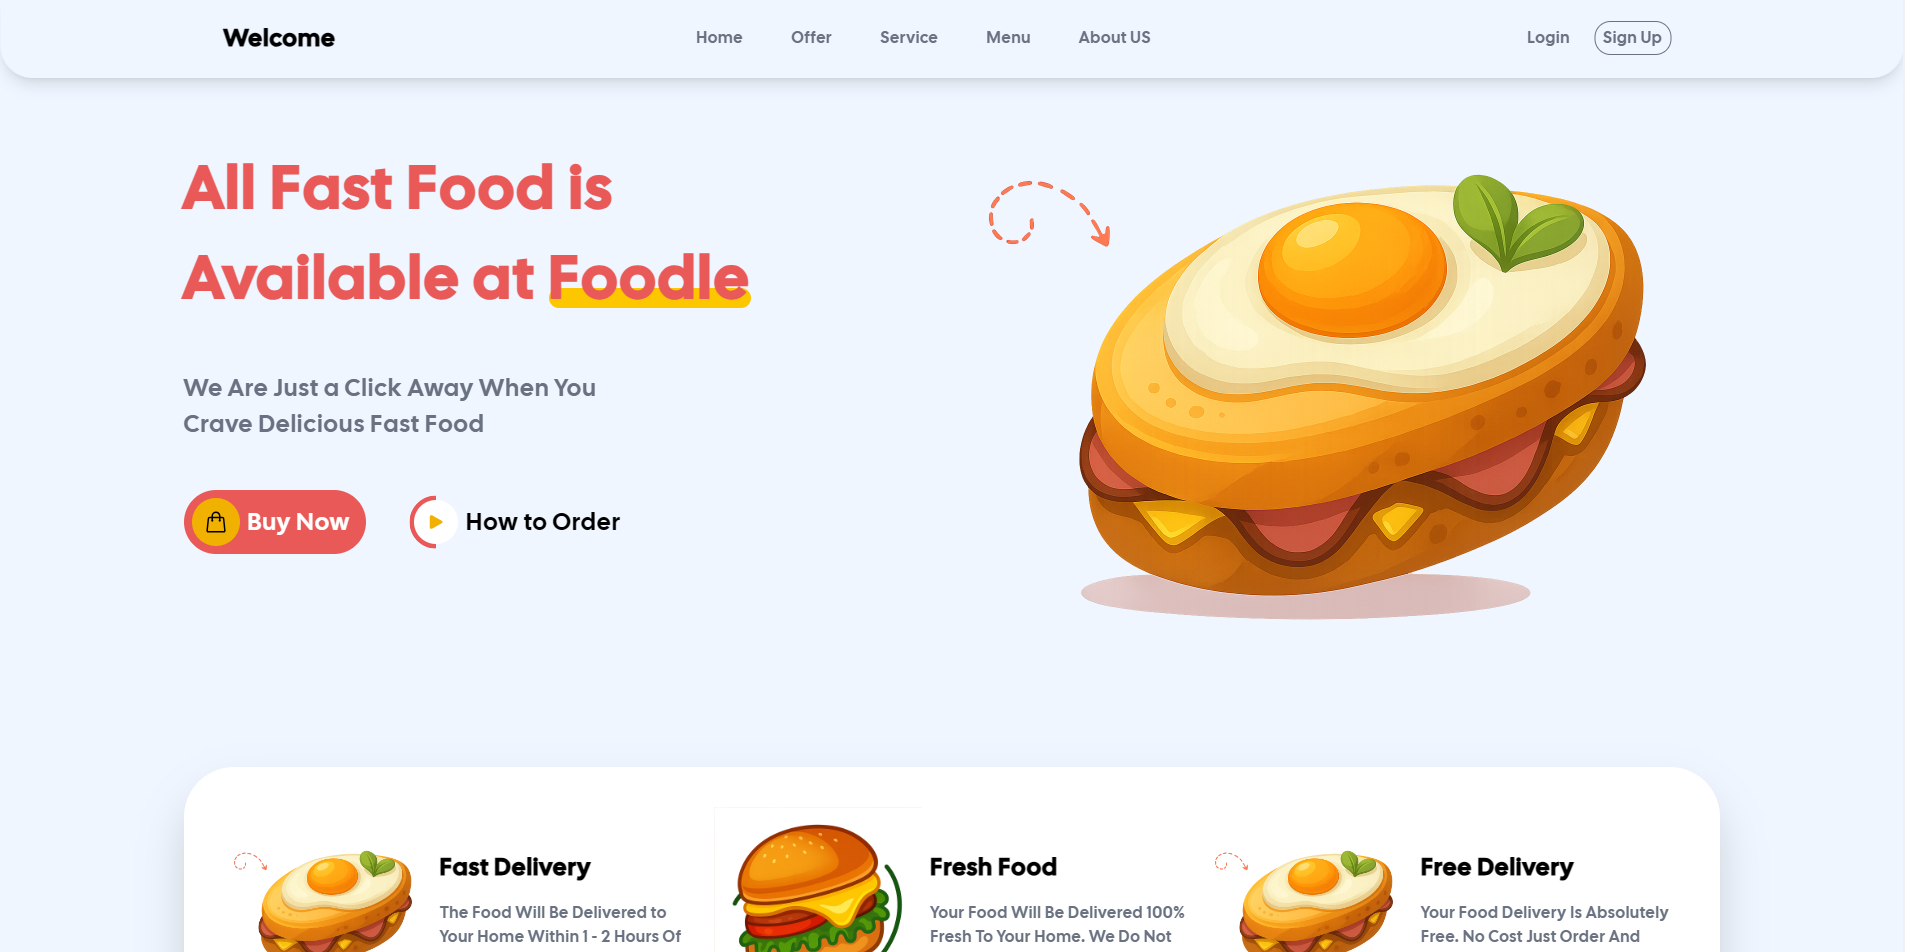 Welcome
Home
Offer
Service
Menu
About US
Login
Sign Up
All Fast Food is
Available at Foodle
We Are Just a Click Away When You
Crave Delicious Fast Food
Buy Now
How to Order
Fast Delivery
The Food Will Be Delivered to
Your Home Within 1 - 2 Hours Of
Fresh Food
Your Food Will Be Delivered 100%
Fresh To Your Home. We Do Not
Free Delivery
Your Food Delivery Is Absolutely
Free. No Cost Just Order And